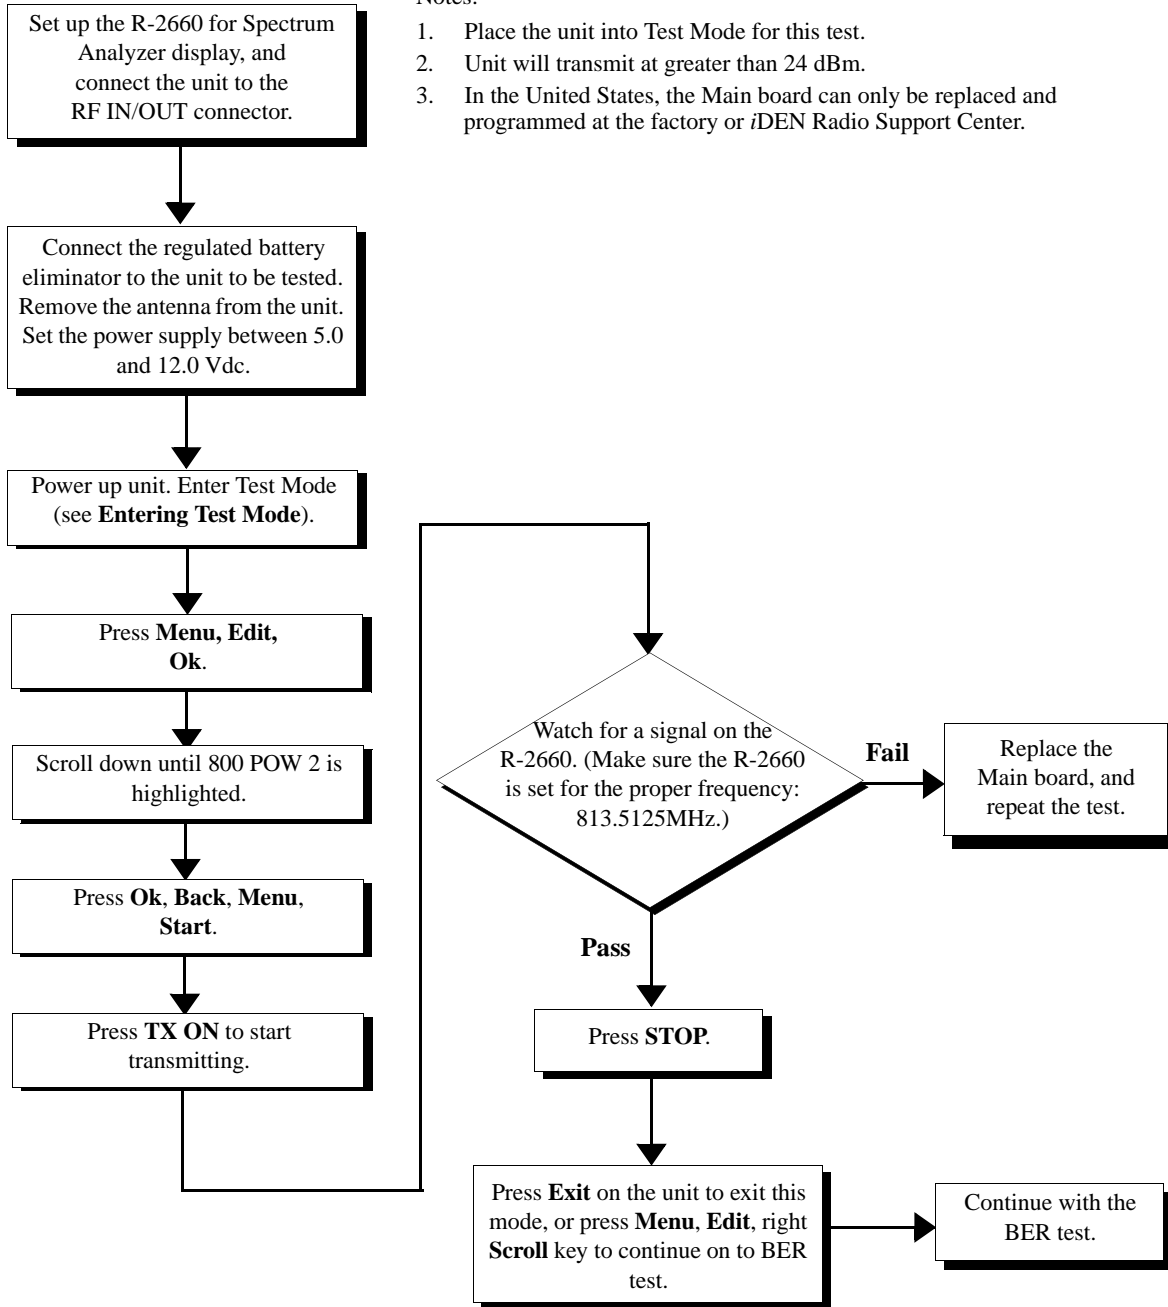 Notes:
1. Place the unit into Test Mode for this test.
2. Unit will transmit at greater than 24 dBm.
3. In the United States, the Main board can only be replaced and
programmed at the factory or iDEN Radio Support Center.
Set up the R-2660 for Spectrum
Analyzer display, and
connect the unit to the
RF IN/OUT connector.
Connect the regulated battery
eliminator to the unit to be tested.
Remove the antenna from the unit.
Set the power supply between 5.0
and 12.0 Vdc.
Power up unit. Enter Test Mode
(see Entering Test Mode).
Press Menu, Edit,
Ok.
Scroll down until 800 POW 2 is
highlighted.
Press Ok, Back, Menu,
Start.
Press TX ON to start
transmitting.
Watch for a signal on the
R-2660. (Make sure the R-2660
is set for the proper frequency:
813.5125MHz.)
Fail
Replace the
Main board, and
repeat the test.
Pass
Press STOP.
Press Exit on the unit to exit this
mode, or press Menu, Edit, right
Scroll key to continue on to BER
test.
Continue with the
BER test.